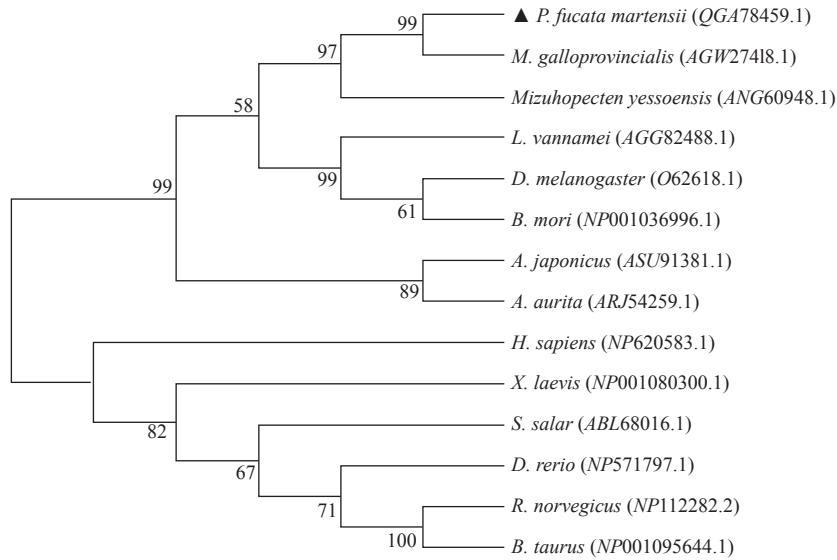 ▲ P. fucata martensii (QGA78459.1)
99
M. galloprovincialis (AGW274l8.1)
97
Mizuhopecten yessoensis (ANG60948.1)
58
L. vannamei (AGG82488.1)
99
D. melanogaster (O62618.1)
61
B. mori (NP001036996.1)
99
A. japonicus (ASU91381.1)
89
A. aurita (ARJ54259.1)
H. sapiens (NP620583.1)
X. laevis (NP001080300.1)
82
S. salar (ABL68016.1)
67
D. rerio (NP571797.1)
71
R. norvegicus (NP112282.2)
100
B. taurus (NP001095644.1)